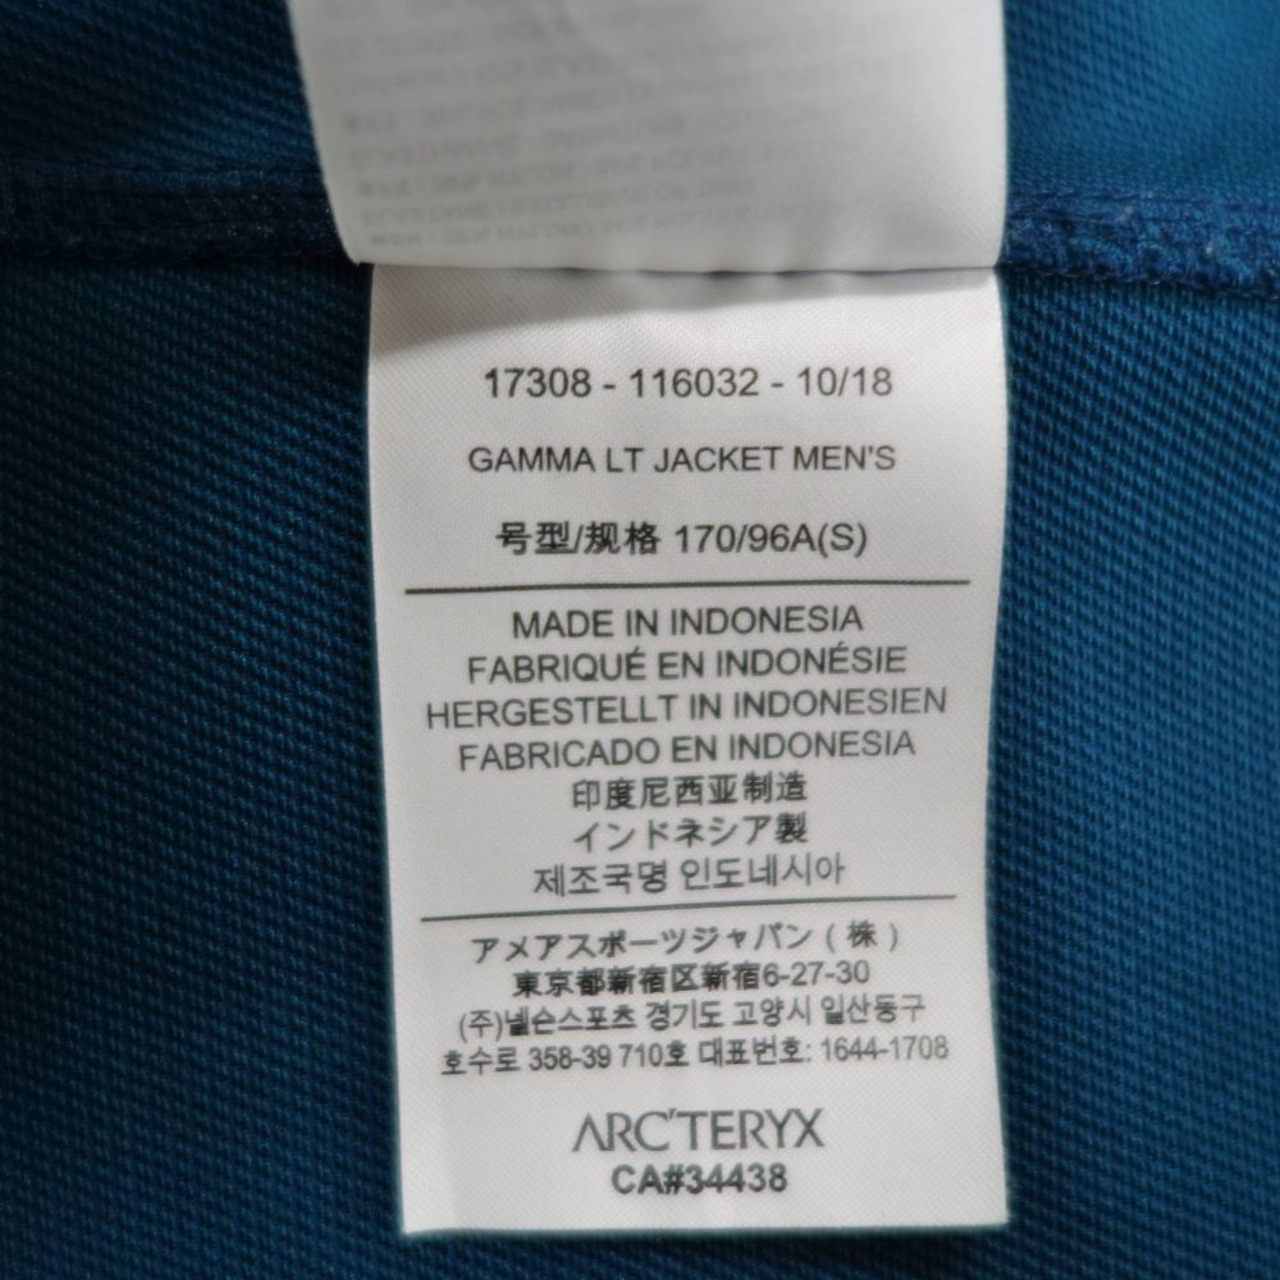 17308 - 116032 - 10/18
GAMMA LT JACKET MEN'S
号型/规格 170/96A(S)
MADE IN INDONESIA
FABRIQUÉ EN INDONÉSIE
HERGESTELLT IN INDONESIEN
FABRICADO EN INDONESIA
印度尼西亚制造
インドネシア製
제조국명 인도네시아
アメアスポーツジャパン ( 株 )
東京都新宿区新宿6-27-30
(주)넬슨스포츠 경기도 고양시 일산동구
호수로 358-39 710호 대표번호: 1644-1708
ARC'TERYX
CA#34438